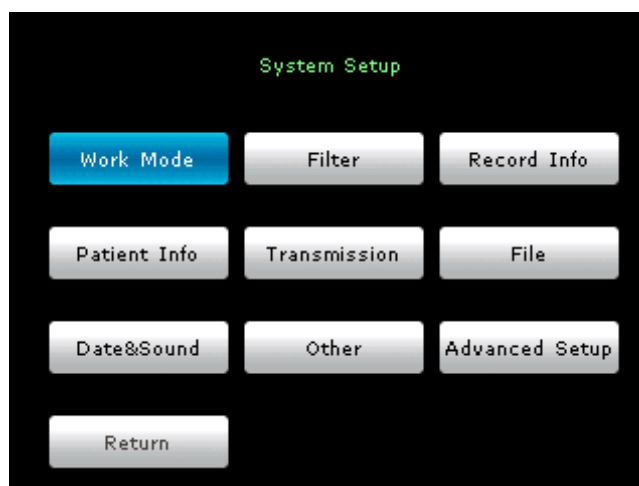 System Setup
Work Mode
Filter
Record Info
Patient Info
Transmission
File
Date&Sound
Other
Advanced Setup
Return